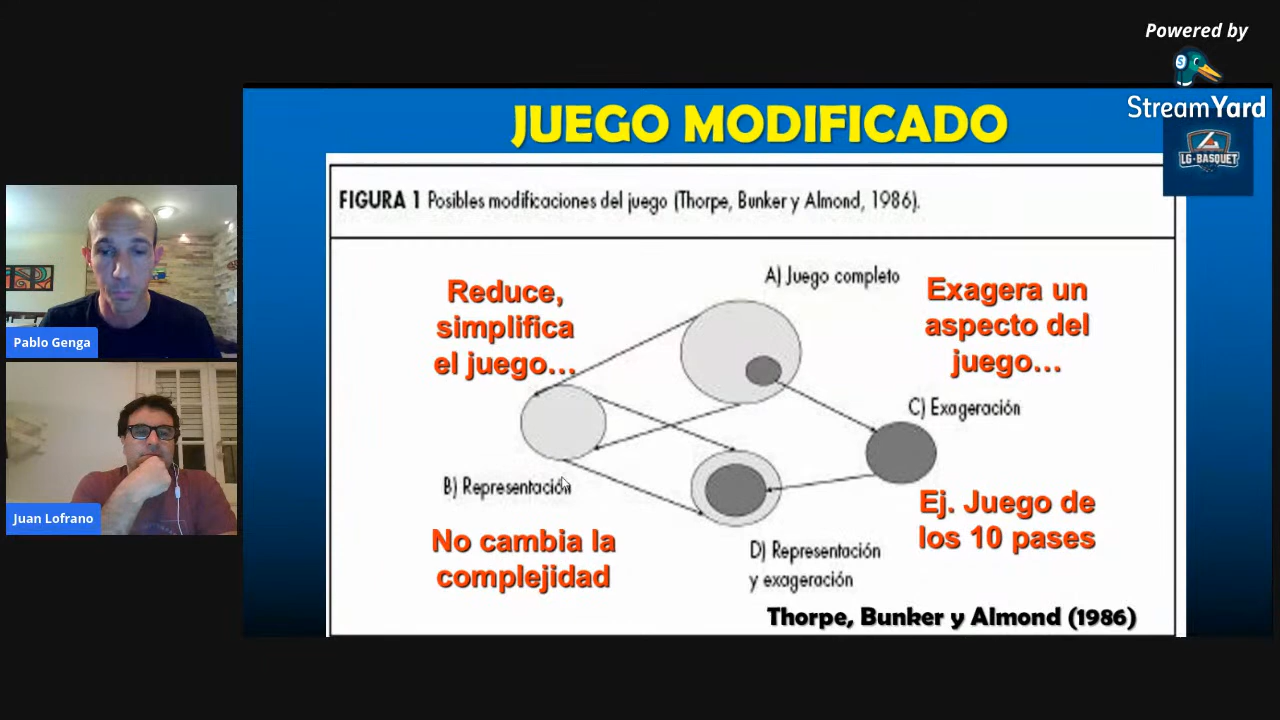 Powered by
StreamYard
LG-BASQUET
JUEGO MODIFICADO
FIGURA 1 Posibles modificaciones del juego (Thorpe, Bunker y Almond, 1986).
A) Juego completo
Reduce,
simplifica
el juego...
Exagera un
aspecto del
juego...
C) Exageración
B) Representación
Ej. Juego de
los 10 pases
No cambia la
complejidad
D) Representación
y exageración
Thorpe, Bunker y Almond (1986)
Pablo Genga
Juan Lofrano